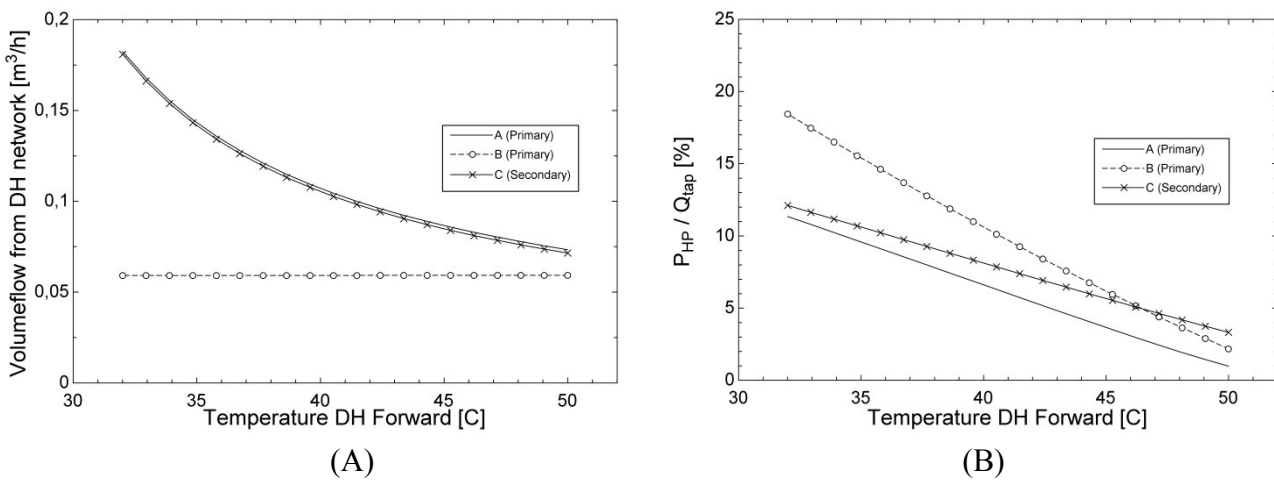 0,2
0,15
0,1
0,05
0
30 35 40 45 50
Volumeflow from DH network [m³/h]
Temperature DH Forward [C]
A (Primary)
B (Primary)
C (Secondary)
(A)
25
20
15
10
5
0
30 35 40 45 50
P_HP / Q_tap [%]
Temperature DH Forward [C]
A (Primary)
B (Primary)
C (Secondary)
(B)